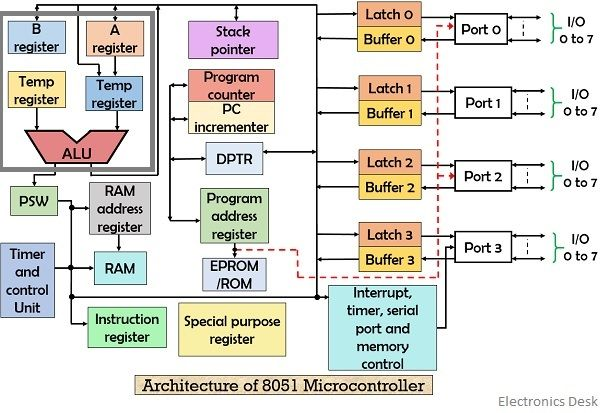 B
register
A
register
Temp
register
Temp
register
ALU
PSW
RAM
address
register
Timer
and
control
Unit
RAM
Instruction
register
Stack
pointer
Program
counter
PC
incrementer
DPTR
Program
address
register
EPROM
/ROM
Special purpose
register
Latch 0
Buffer 0
Port 0
I/O
0 to 7
Latch 1
Buffer 1
Port 1
I/O
0 to 7
Latch 2
Buffer 2
Port 2
I/O
0 to 7
Latch 3
Buffer 3
Port 3
I/O
0 to 7
Interrupt,
timer, serial
port and
memory
control
Architecture of 8051 Microcontroller
Electronics Desk